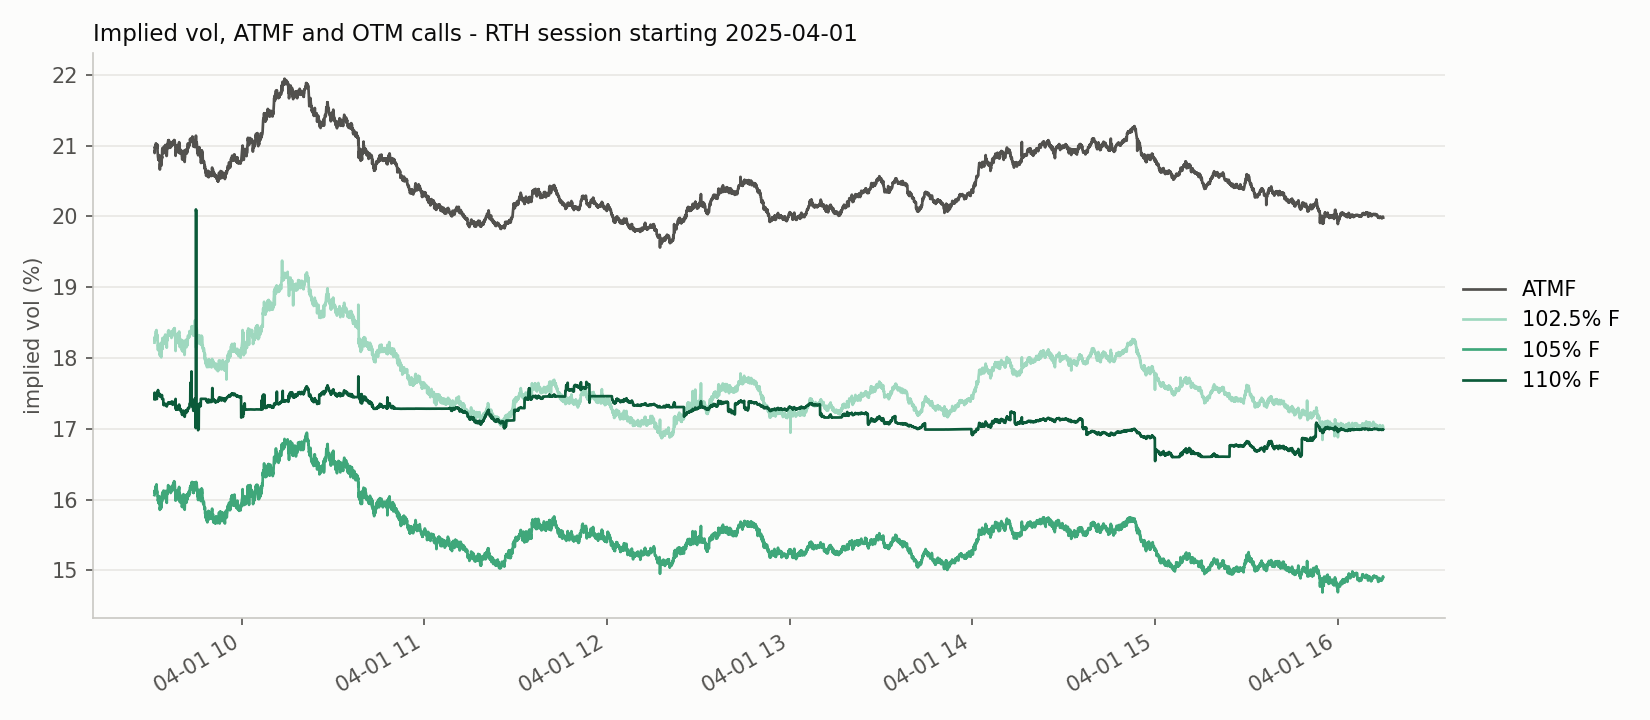 Implied vol, ATMF and OTM calls - RTH session starting 2025-04-01
implied vol (%)
22
21
20
19
18
17
16
15
04-01 10
04-01 11
04-01 12
04-01 13
04-01 14
04-01 15
04-01 16
ATMF
102.5% F
105% F
110% F